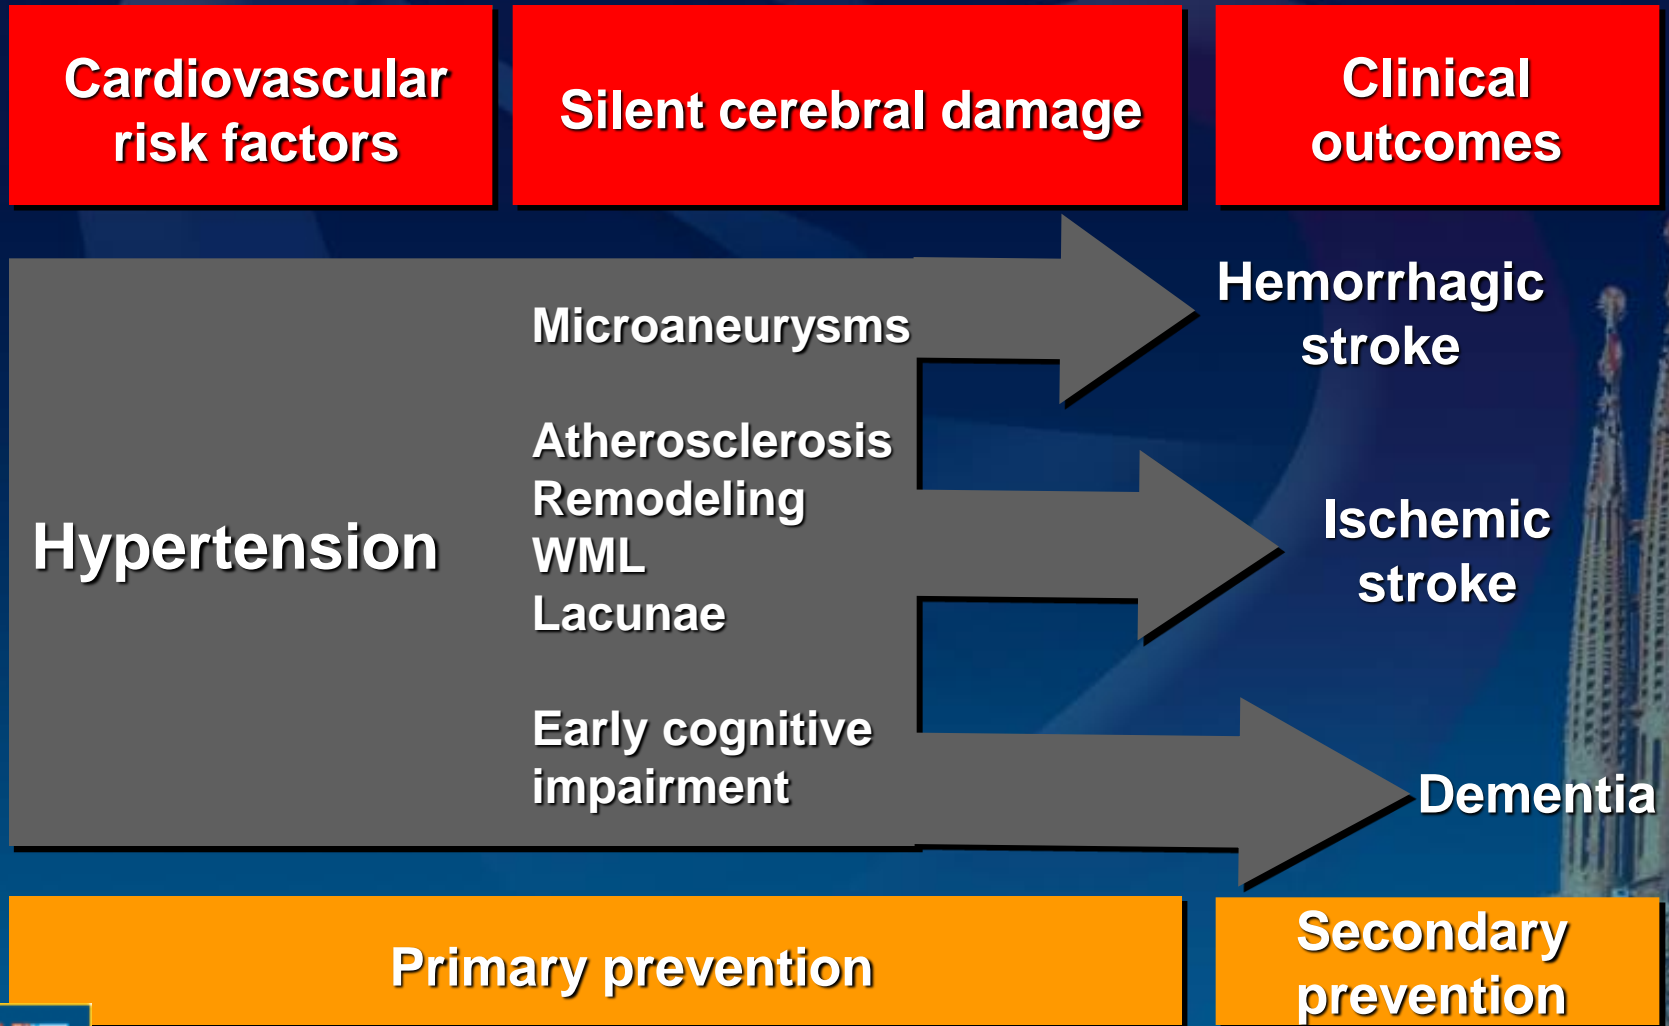 Cardiovascular
risk factors
Silent cerebral damage
Clinical
outcomes
Hypertension
Microaneurysms
Atherosclerosis
Remodeling
WML
Lacunae
Early cognitive
impairment
Hemorrhagic
stroke
Ischemic
stroke
Dementia
Primary prevention
Secondary
prevention